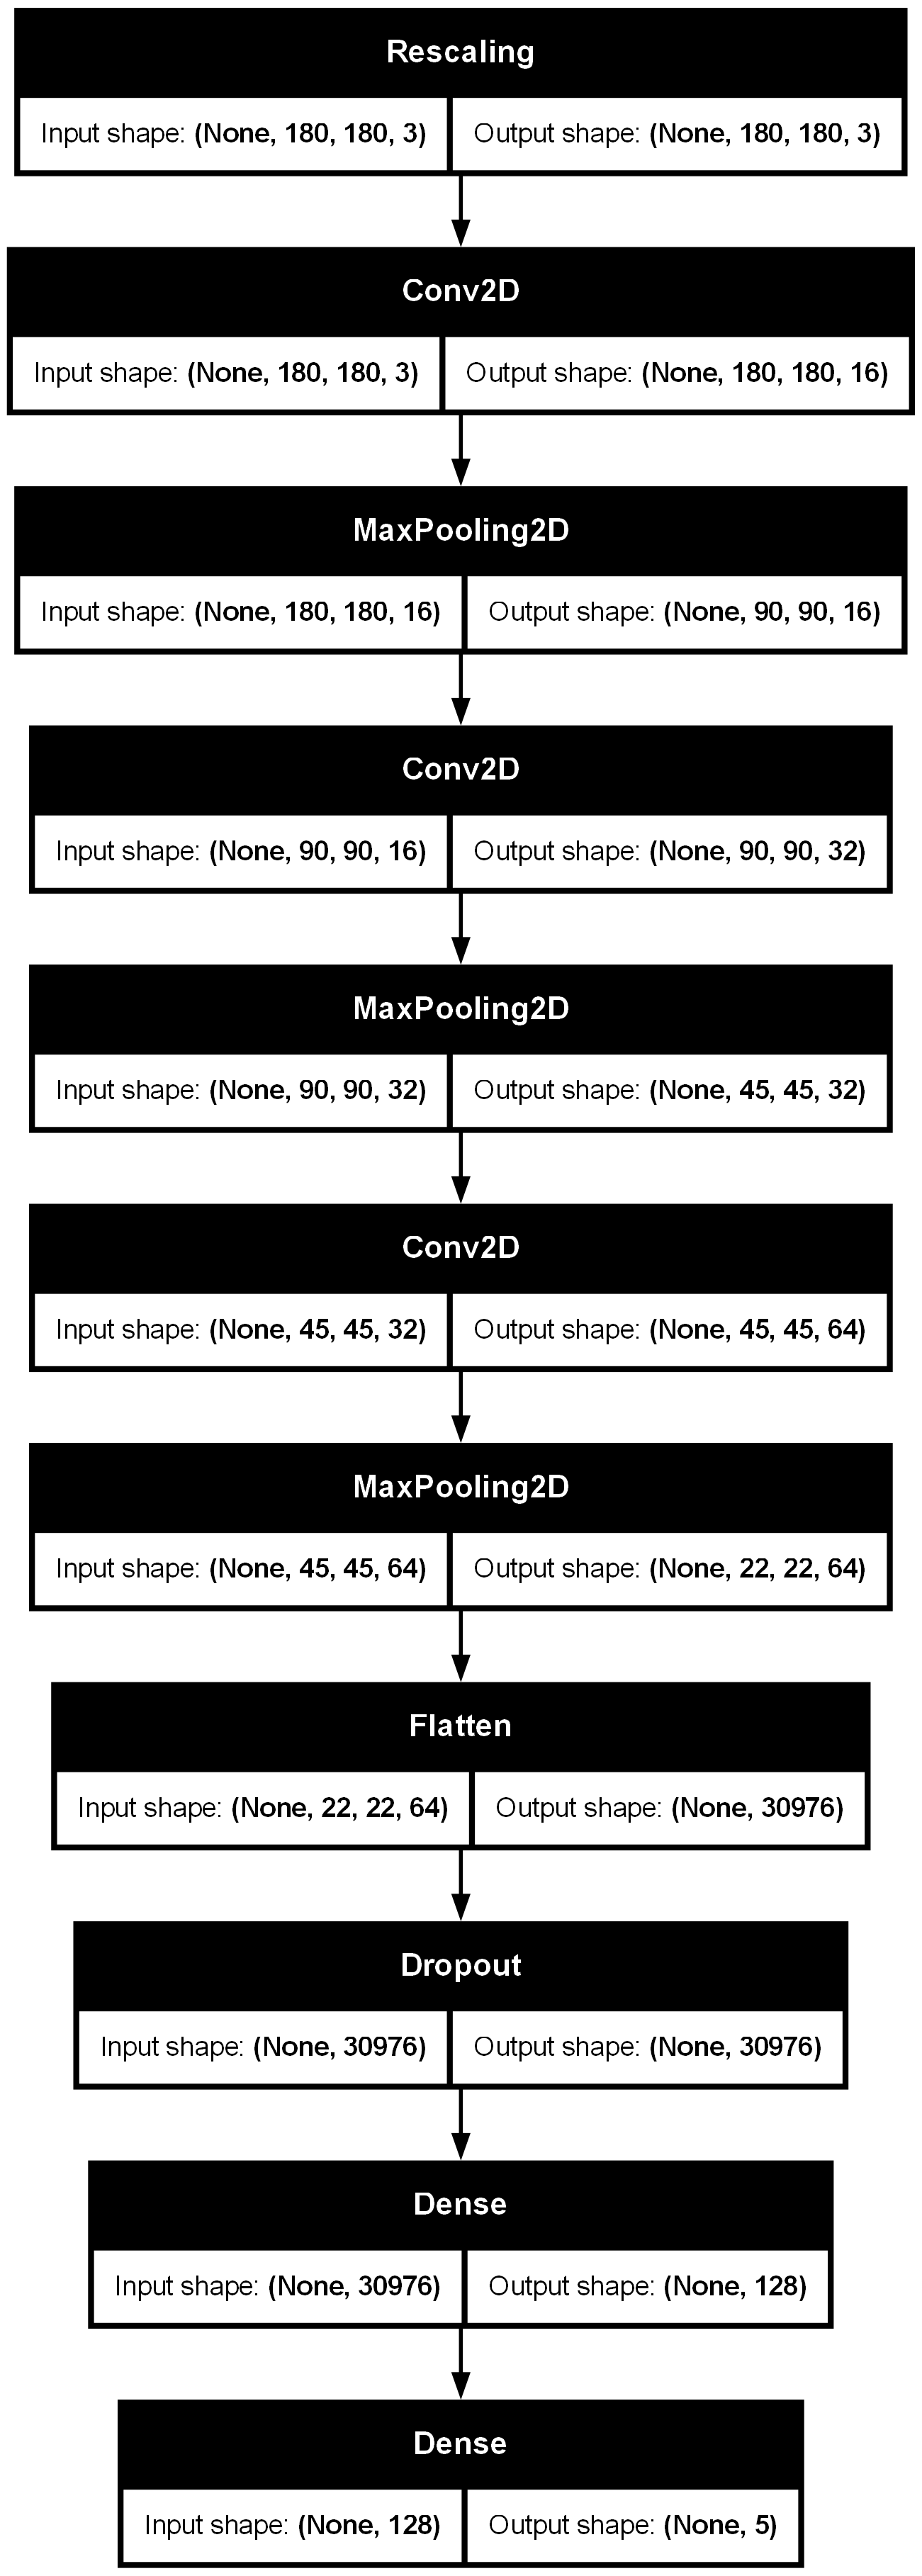 Rescaling
Input shape: (None, 180, 180, 3) Output shape: (None, 180, 180, 3)
Conv2D
Input shape: (None, 180, 180, 3) Output shape: (None, 180, 180, 16)
MaxPooling2D
Input shape: (None, 180, 180, 16) Output shape: (None, 90, 90, 16)
Conv2D
Input shape: (None, 90, 90, 16) Output shape: (None, 90, 90, 32)
MaxPooling2D
Input shape: (None, 90, 90, 32) Output shape: (None, 45, 45, 32)
Conv2D
Input shape: (None, 45, 45, 32) Output shape: (None, 45, 45, 64)
MaxPooling2D
Input shape: (None, 45, 45, 64) Output shape: (None, 22, 22, 64)
Flatten
Input shape: (None, 22, 22, 64) Output shape: (None, 30976)
Dropout
Input shape: (None, 30976) Output shape: (None, 30976)
Dense
Input shape: (None, 30976) Output shape: (None, 128)
Dense
Input shape: (None, 128) Output shape: (None, 5)